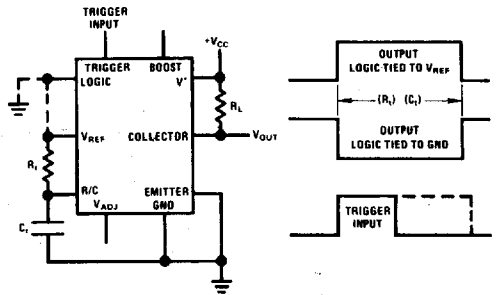 TRIGGER
INPUT
+VCC
TRIGGER
LOGIC
BOOST
V+
RL
VREF
COLLECTOR
VOUT
Rt
R/C
EMITTER
VADJ
GND
Ct
OUTPUT
LOGIC TIED TO VREF
(Rt) (Ct)
OUTPUT
LOGIC TIED TO GND
TRIGGER
INPUT